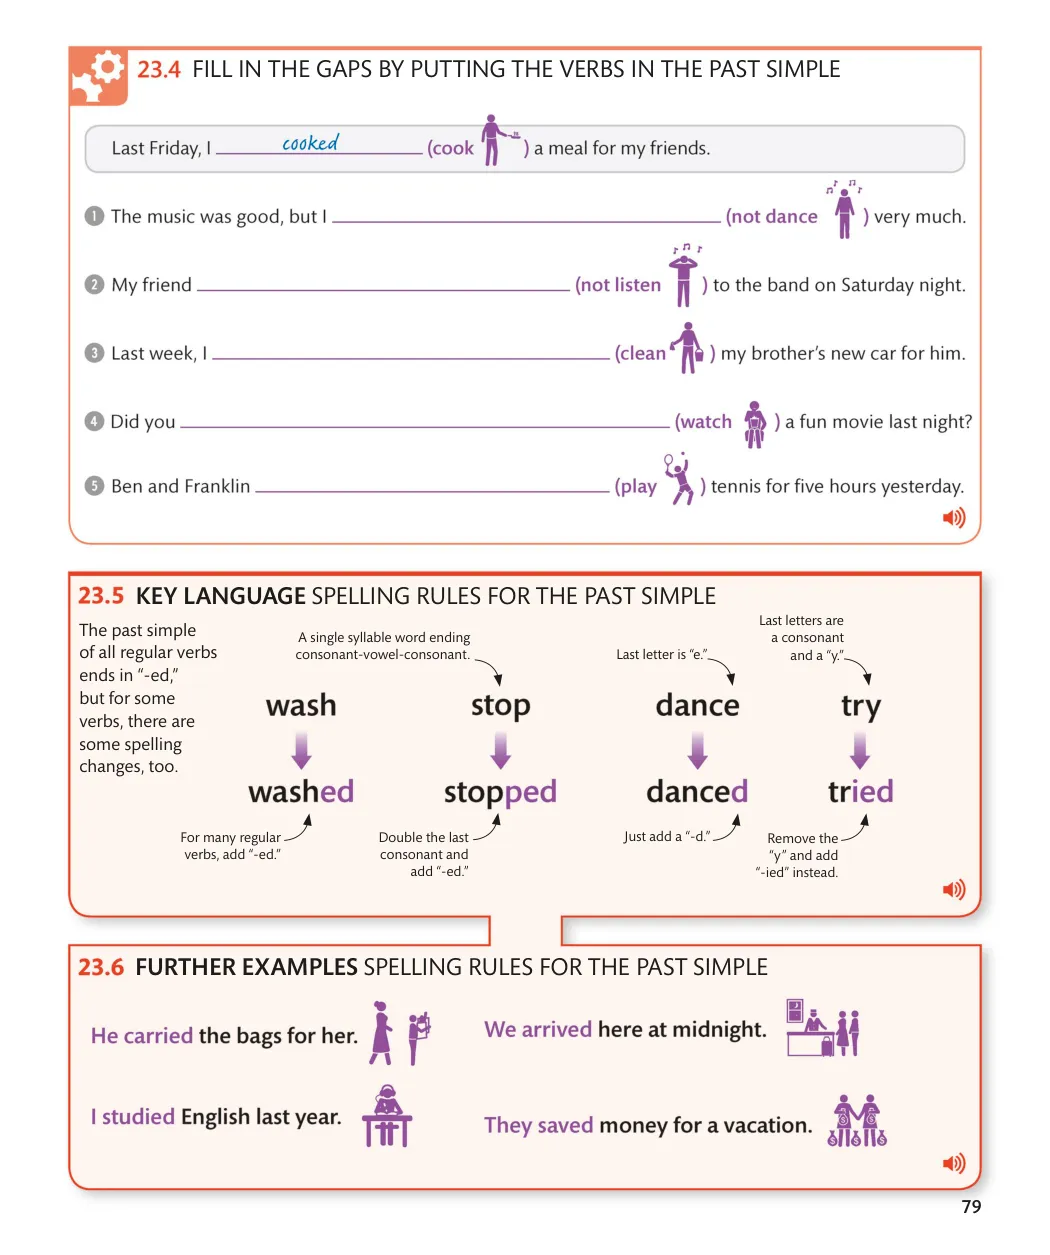 23.4 FILL IN THE GAPS BY PUTTING THE VERBS IN THE PAST SIMPLE
Last Friday, I cooked (cook ) a meal for my friends.
1 The music was good, but I (not dance ) very much.
2 My friend (not listen ) to the band on Saturday night.
3 Last week, I (clean ) my brother's new car for him.
4 Did you (watch ) a fun movie last night?
5 Ben and Franklin (play ) tennis for five hours yesterday.
23.5 KEY LANGUAGE SPELLING RULES FOR THE PAST SIMPLE
The past simple
of all regular verbs
ends in “-ed,”
but for some
verbs, there are
some spelling
changes, too.
A single syllable word ending
consonant-vowel-consonant.
Last letter is “e.”
Last letters are
a consonant
and a “y.”
wash stop dance try
washed stopped danced tried
For many regular
verbs, add “-ed.”
Double the last
consonant and
add “-ed.”
Just add a “-d.”
Remove the
“y” and add
“-ied” instead.
23.6 FURTHER EXAMPLES SPELLING RULES FOR THE PAST SIMPLE
He carried the bags for her.
We arrived here at midnight.
I studied English last year.
They saved money for a vacation.
79